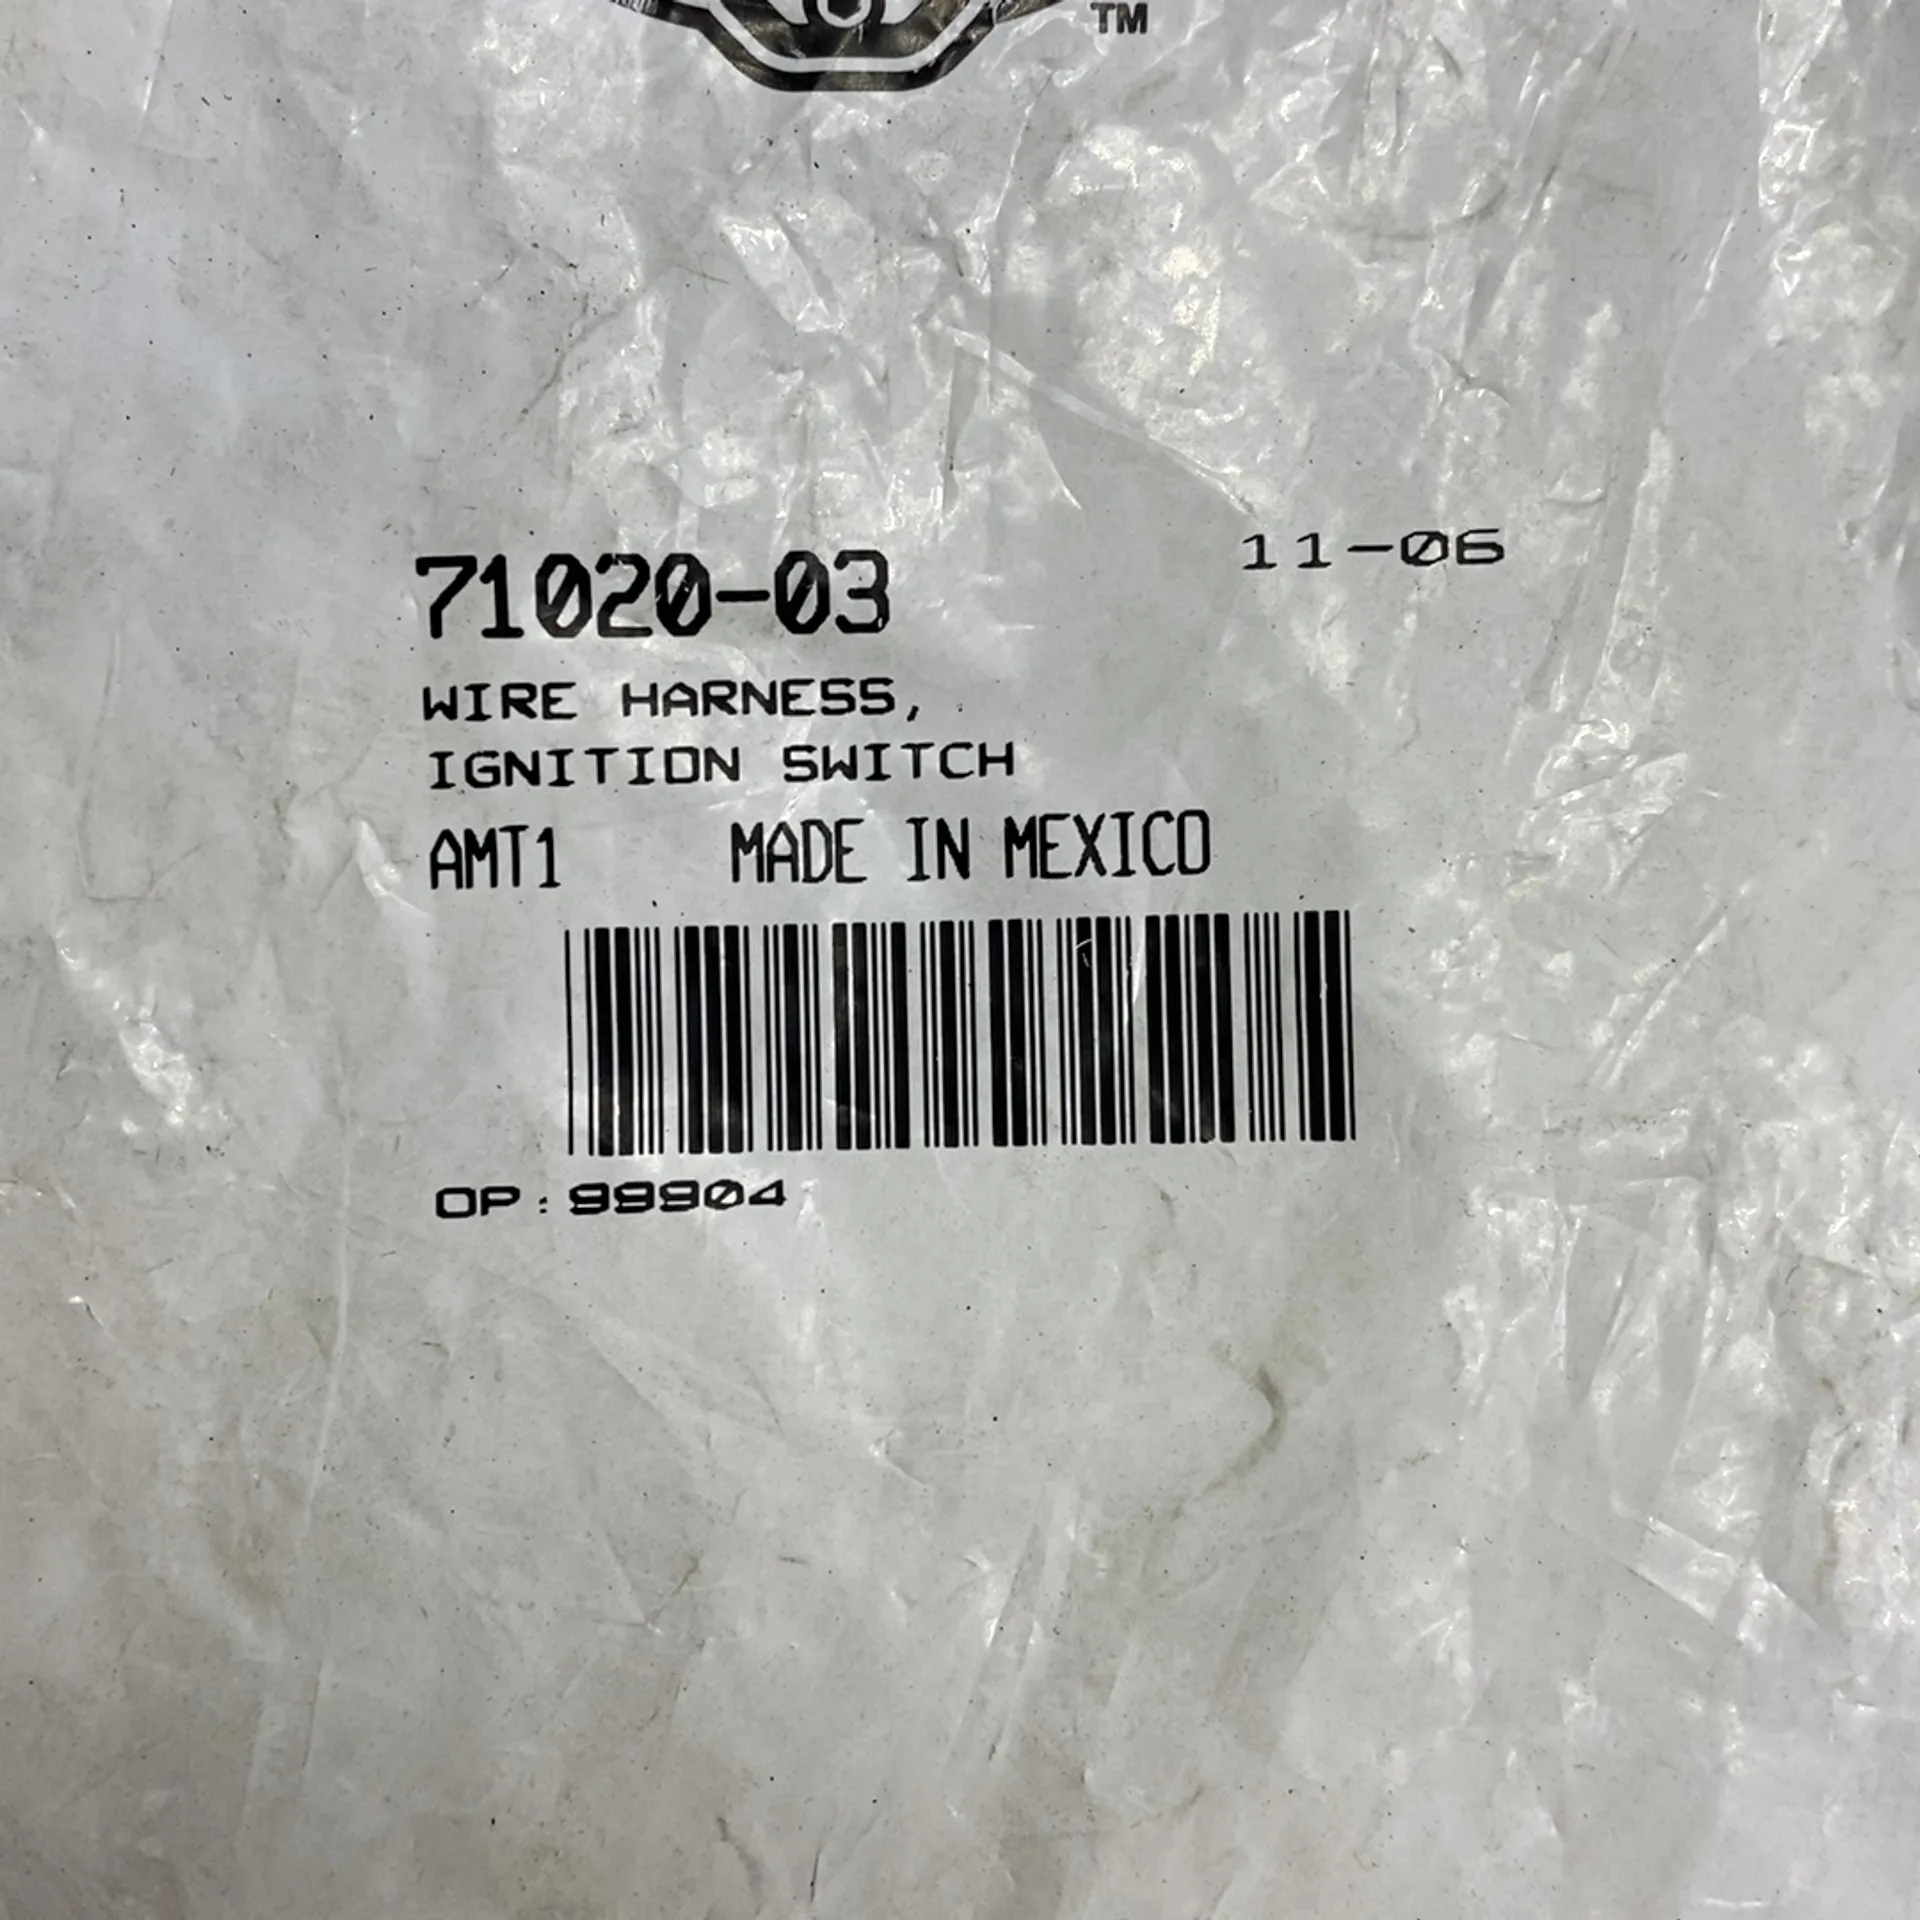 TM
71020-03
11-06
WIRE HARNESS,
IGNITION SWITCH
AMT1 MADE IN MEXICO
OP: 99904